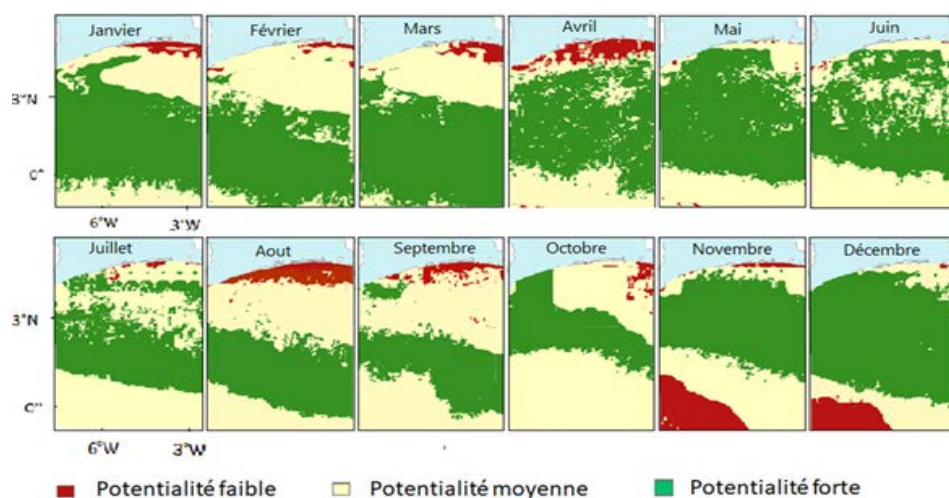 Janvier
Février
Mars
Avril
Mai
Juin
3°N
C°
6°W
3°W
Juillet
Aout
Septembre
Octobre
Novembre
Décembre
3°N
C°
6°W
3°W
Potentialité faible
Potentialité moyenne
Potentialité forte